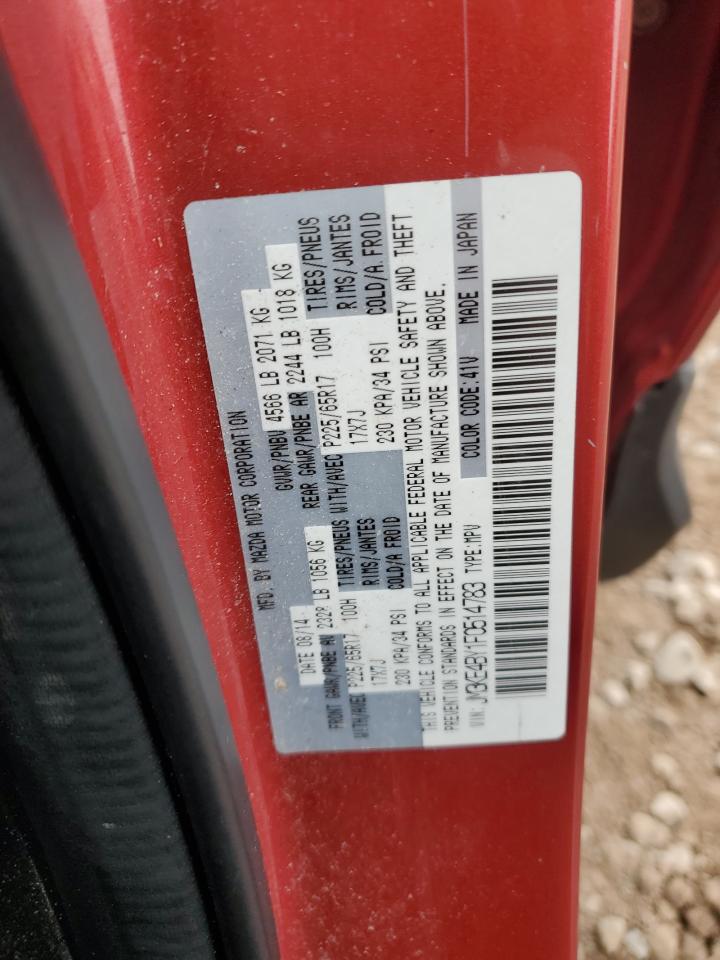 MFD. BY MAZDA MOTOR CORPORATION
DATE 08/14 GVWR/PNBV 4566 LB 2071 KG
FRONT GAWR/PNBE AV 2328 LB 1056 KG REAR GAWR/PNBE AR 2244 LB 1018 KG
WITH/AVEC P225/65R17 100H TIRES/PNEUS WITH/AVEC P225/65R17 100H TIRES/PNEUS
17X7J RIMS/JANTES 17X7J RIMS/JANTES
230 KPA/34 PSI COLD/A FROID 230 KPA/34 PSI COLD/A FROID
THIS VEHICLE CONFORMS TO ALL APPLICABLE FEDERAL MOTOR VEHICLE SAFETY AND THEFT
PREVENTION STANDARDS IN EFFECT ON THE DATE OF MANUFACTURE SHOWN ABOVE.
VIN: JM3KE4BY1F0514783 TYPE: MPV COLOR CODE: 41V MADE IN JAPAN